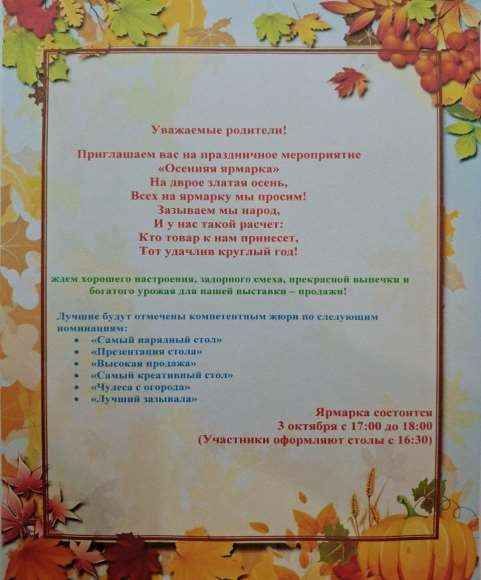 Уважаемые родители!
Приглашаем вас на праздничное мероприятие
«Осенняя ярмарка»
На дврое златая осень,
Всех на ярмарку мы просим!
Зазываем мы народ,
И у нас такой расчет:
Кто товар к нам принесет,
Тот удачлив круглый год!
ждем хорошего настроения, задорного смеха, прекрасной выпечки и
богатого урожая для нашей выставки – продажи!
Лучшие будут отмечены компетентным жюри по следующим
номинациям:
• «Самый нарядный стол»
• «Презентация стола»
• «Высокая продажа»
• «Самый креативный стол»
• «Чудеса с огорода»
• «Лучший зазывала»
Ярмарка состоится
3 октября с 17:00 до 18:00
(Участники оформляют столы с 16:30)